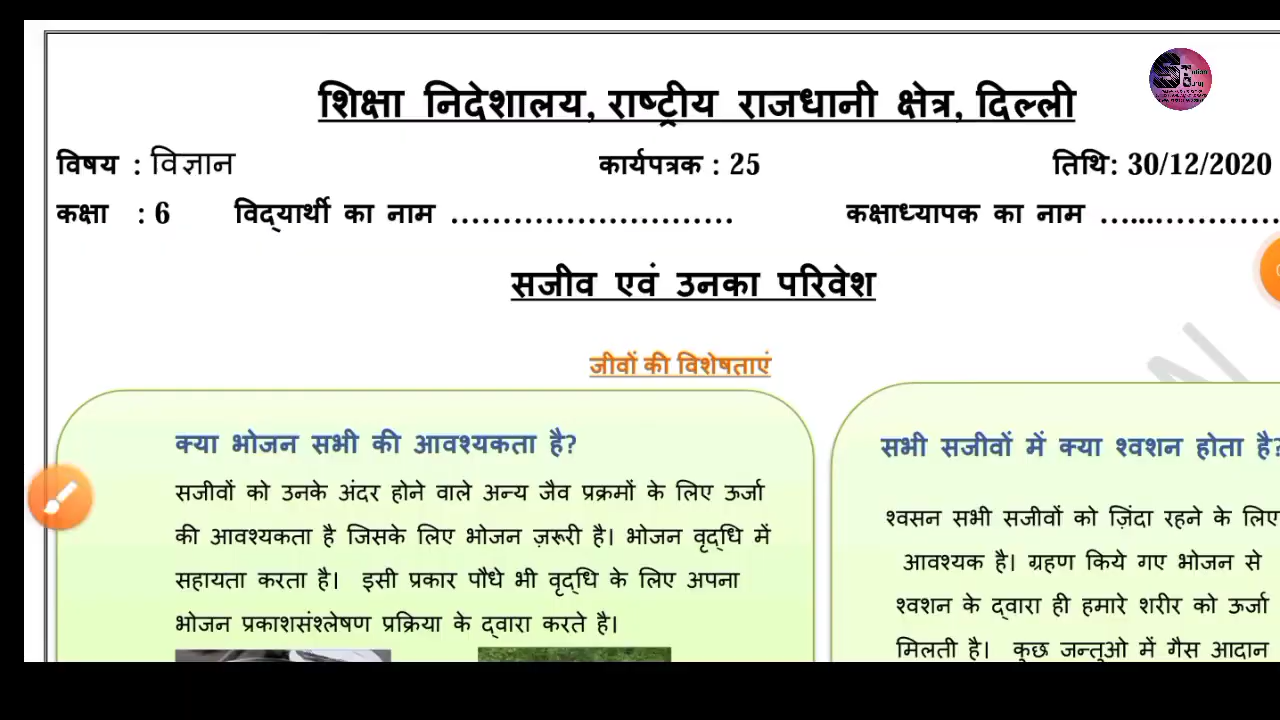 शिक्षा निदेशालय, राष्ट्रीय राजधानी क्षेत्र, दिल्ली
विषय : विज्ञान कार्यपत्रक : 25 तिथि: 30/12/2020
कक्षा : 6 विद्यार्थी का नाम ………………………… कक्षाध्यापक का नाम …...…………
सजीव एवं उनका परिवेश
जीवों की विशेषताएं
क्या भोजन सभी की आवश्यकता है?
सजीवों को उनके अंदर होने वाले अन्य जैव प्रक्रमों के लिए ऊर्जा
की आवश्यकता है जिसके लिए भोजन ज़रूरी है। भोजन वृद्धि में
सहायता करता है। इसी प्रकार पौधे भी वृद्धि के लिए अपना
भोजन प्रकाशसंश्लेषण प्रक्रिया के द्वारा करते है।
सभी सजीवों में क्या श्वशन होता है?
श्वसन सभी सजीवों को ज़िंदा रहने के लिए
आवश्यक है। ग्रहण किये गए भोजन से
श्वशन के द्वारा ही हमारे शरीर को ऊर्जा
मिलती है। कुछ जन्तुओ में गैस आदान